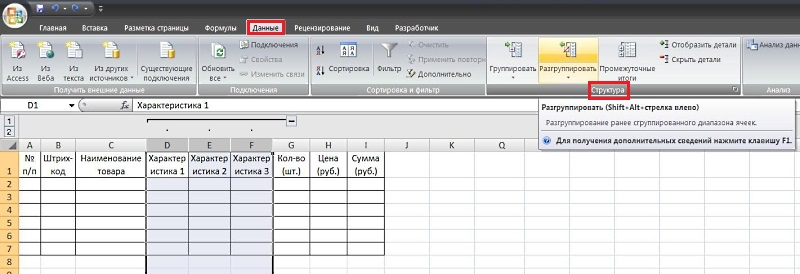 Главная Вставка Разметка страницы Формулы Данные Рецензирование Вид Разработчик
Из Access
Из Веба
Из текста
Из других источников
Существующие подключения
Получить внешние данные
Обновить все
Подключения
Свойства
Изменить связи
Подключения
Сортировка
Фильтр
Очистить
Применить повторн
Дополнительно
Сортировка и фильтр
Группировать
Разгруппировать
Промежуточные итоги
Отобразить детали
Скрыть детали
Структура
Анализ данн
Анализ
D1
fx
Характеристика 1
Разгруппировать (Shift+Alt+стрелка влево)
Разгруппирование ранее сгруппированного диапазона ячеек.
Для получения дополнительных сведений нажмите клавишу F1.
1
2
A B C D E F G H I J K L M N O
1
№ п/п
Штрих-код
Наименование товара
Характеристика 1
Характеристика 2
Характеристика 3
Кол-во (шт.)
Цена (руб.)
Сумма (руб.)
2
3
4
5
6
7
8